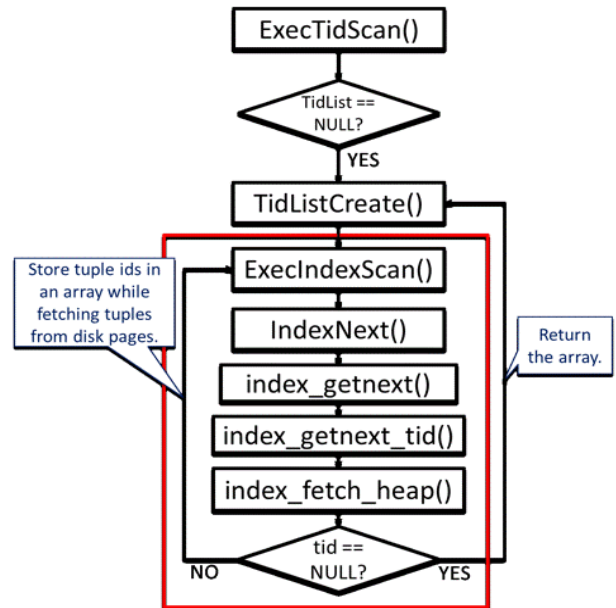 ExecTidScan()
TidList ==
NULL?
YES
TidListCreate()
ExecIndexScan()
Store tuple ids in
an array while
fetching tuples
from disk pages.
IndexNext()
Return
the array.
index_getnext()
index_getnext_tid()
index_fetch_heap()
tid ==
NULL?
NO
YES